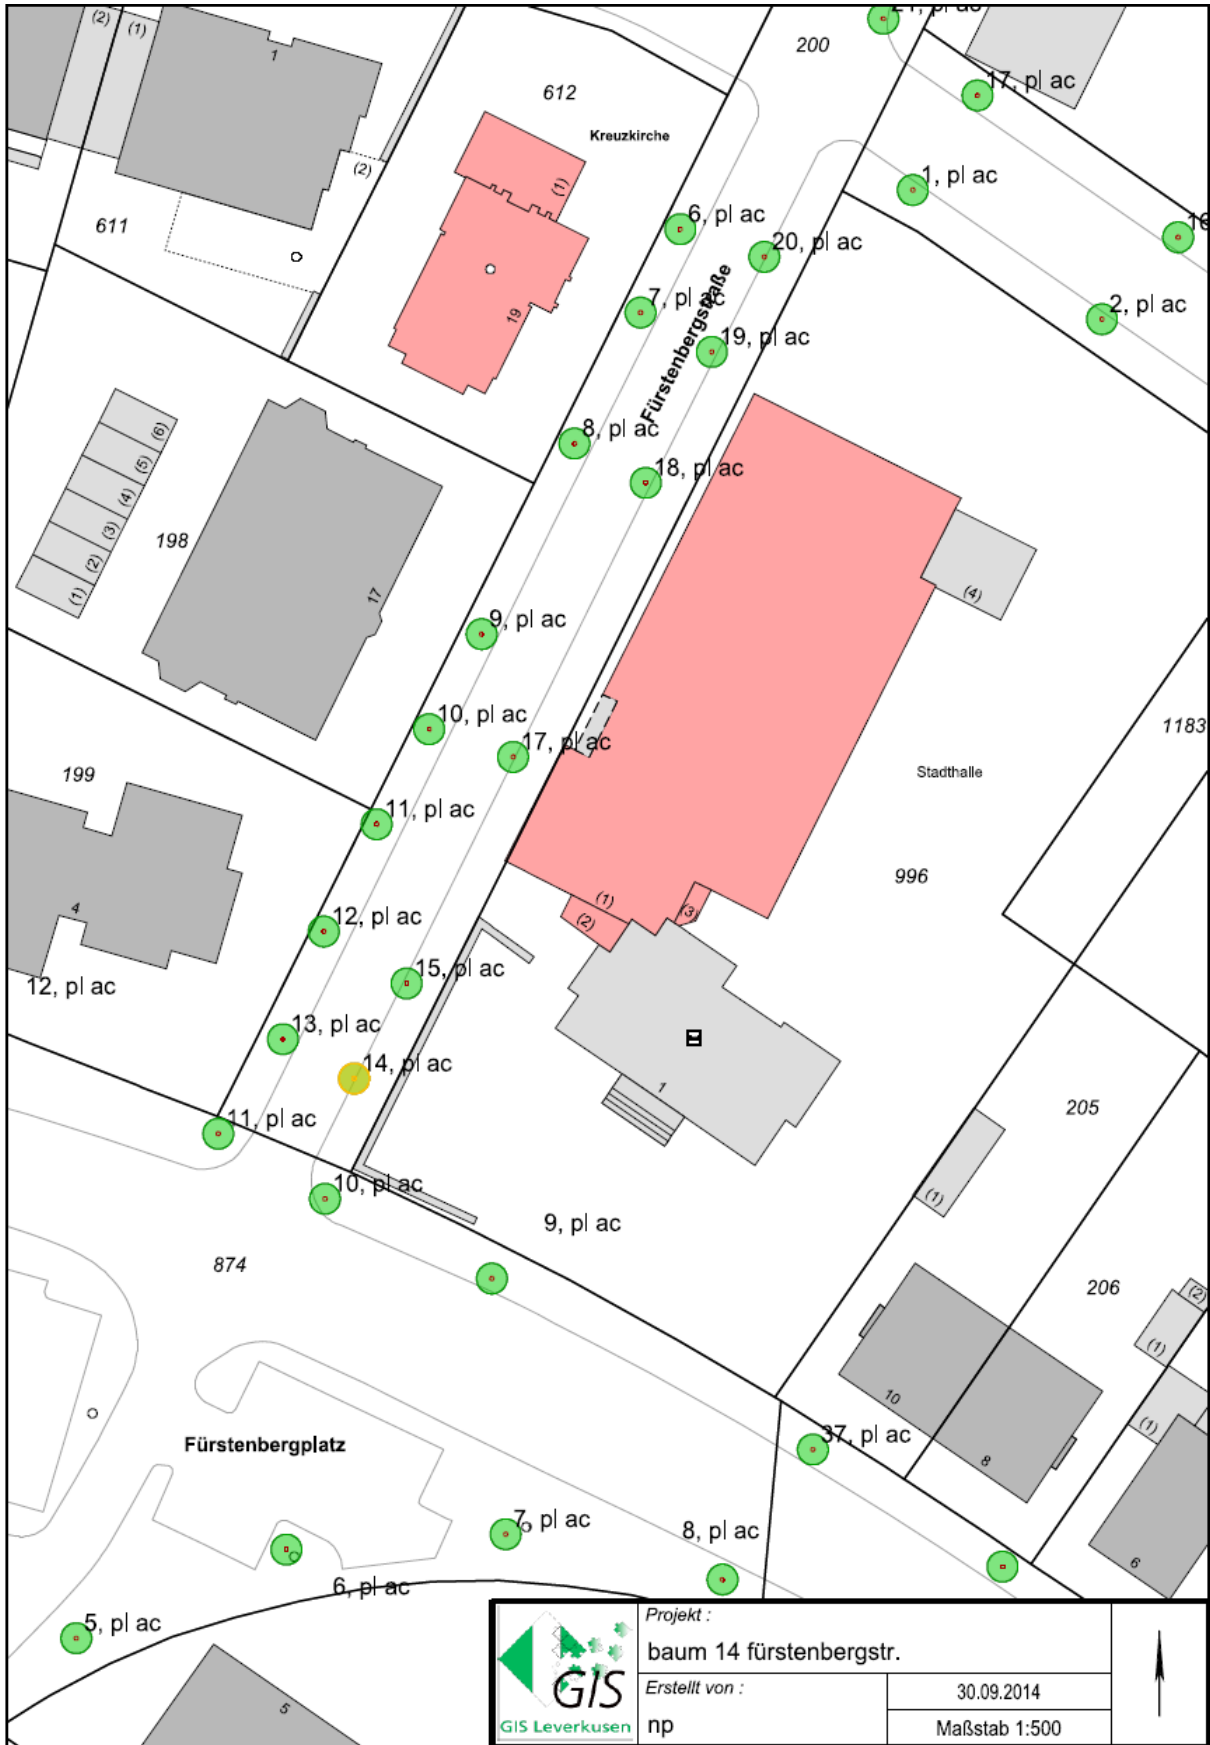 (2)
(1)
1
200
21, pl ac
17, pl ac
612
Kreuzkirche
(2)
(1)
1, pl ac
611
6, pl ac
20, pl ac
19
7, pl ac
2, pl ac
Fürstenbergstraße
19, pl ac
8, pl ac
(6)
(5)
(4)
(3)
(2)
(1)
18, pl ac
198
17
(4)
9, pl ac
10, pl ac
17, pl ac
1183
199
Stadthalle
11, pl ac
996
4
(1)
(2)
(3)
12, pl ac
12, pl ac
15, pl ac
13, pl ac
14, pl ac
1
205
11, pl ac
10, pl ac
(1)
9, pl ac
874
206
(2)
(1)
10
8
(1)
Fürstenbergplatz
37, pl ac
7, pl ac
8, pl ac
6
6, pl ac
5, pl ac
5
GIS
GIS Leverkusen
Projekt :
baum 14 fürstenbergstr.
Erstellt von :
np
30.09.2014
Maßstab 1:500